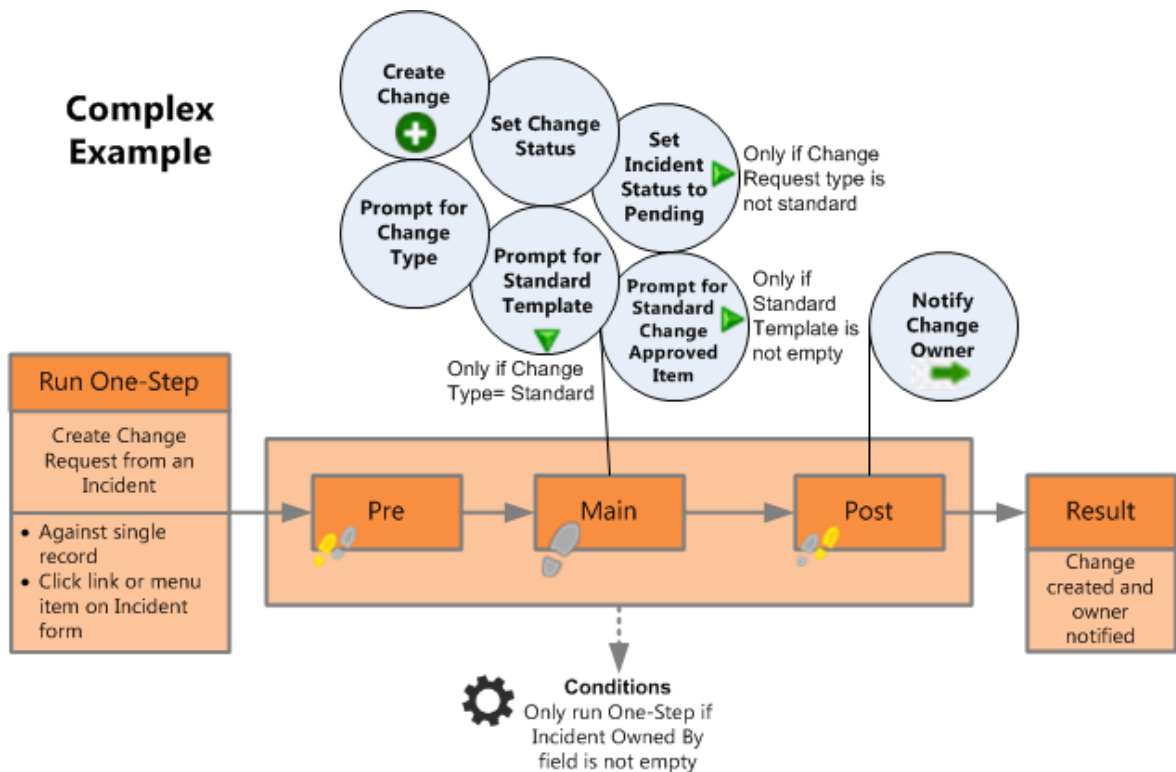 Complex
Example
Create
Change
Set Change
Status
Set
Incident
Status to
Pending
Only if Change
Request type is
not standard
Prompt for
Change
Type
Prompt for
Standard
Template
Only if Change
Type= Standard
Prompt for
Standard
Change
Approved
Item
Only if
Standard
Template is
not empty
Notify
Change
Owner
Run One-Step
Create Change
Request from an
Incident
• Against single
record
• Click link or menu
item on Incident
form
Pre
Main
Post
Result
Change
created and
owner
notified
Conditions
Only run One-Step if
Incident Owned By
field is not empty